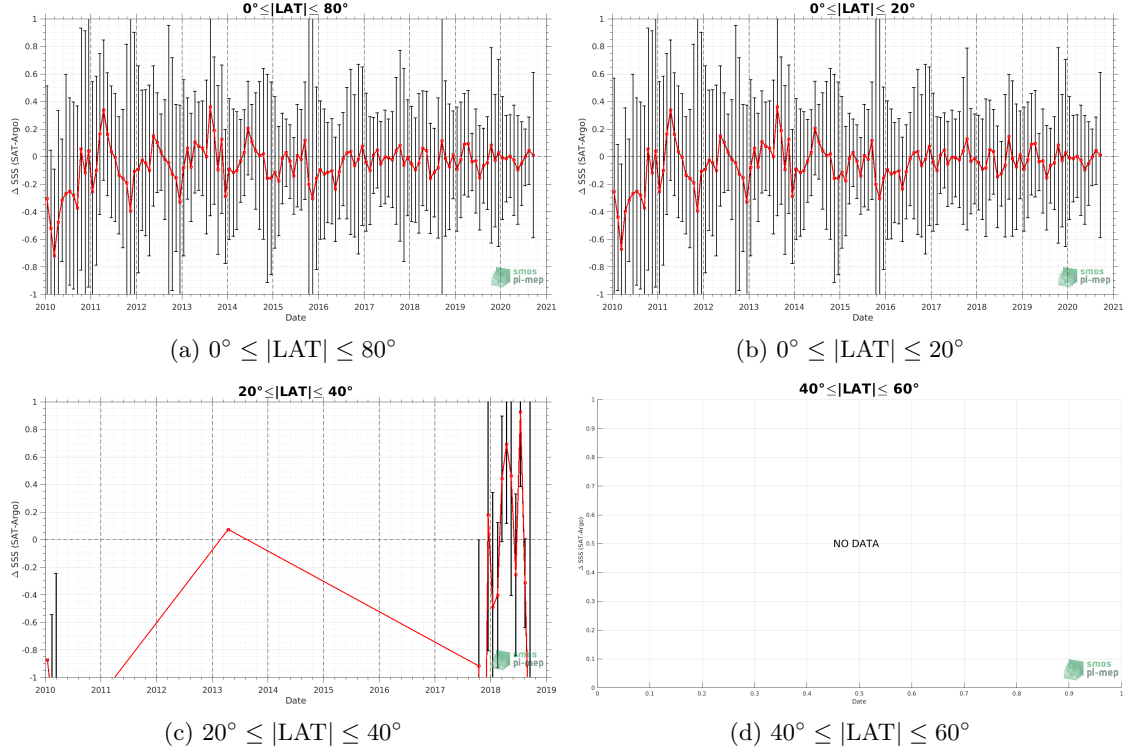 0°≤|LAT|≤ 80°
1
0.8
0.6
0.4
0.2
0
-0.2
-0.4
-0.6
-0.8
-1
Δ SSS (SAT-Argo)
2010 2011 2012 2013 2014 2015 2016 2017 2018 2019 2020 2021
Date
smos
pi-mep
(a) 0° ≤ |LAT| ≤ 80°
0°≤|LAT|≤ 20°
1
0.8
0.6
0.4
0.2
0
-0.2
-0.4
-0.6
-0.8
-1
Δ SSS (SAT-Argo)
2010 2011 2012 2013 2014 2015 2016 2017 2018 2019 2020 2021
Date
smos
pi-mep
(b) 0° ≤ |LAT| ≤ 20°
20°≤|LAT|≤ 40°
1
0.8
0.6
0.4
0.2
0
-0.2
-0.4
-0.6
-0.8
-1
Δ SSS (SAT-Argo)
2010 2011 2012 2013 2014 2015 2016 2017 2018 2019
Date
smos
pi-mep
(c) 20° ≤ |LAT| ≤ 40°
40°≤|LAT|≤ 60°
1
0.9
0.8
0.7
0.6
0.5
0.4
0.3
0.2
0.1
0
Δ SSS (SAT-Argo)
NO DATA
0 0.1 0.2 0.3 0.4 0.5 0.6 0.7 0.8 0.9 1
Date
smos
pi-mep
(d) 40° ≤ |LAT| ≤ 60°